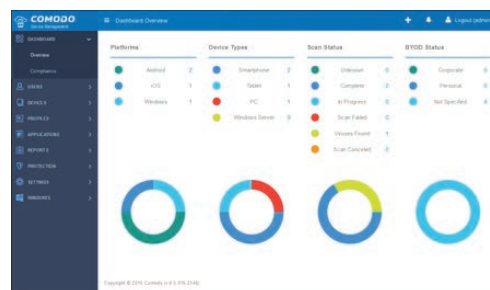 COMODO
Device Management
Dashboard Overview
Logout (admin
DASHBOARD
Overview
Compliance
USERS
DEVICES
PROFILES
APPLICATIONS
REPORTS
PROTECTION
SETTINGS
WINDOWS
Platforms
Android 2
iOS 1
Windows 1
Device Types
Smartphone 2
Tablet 1
PC 1
Windows Server 0
Scan Status
Unknown 0
Complete 2
In Progress 0
Scan Failed 0
Viruses Found 1
Scan Canceled 0
BYOD Status
Corporate 0
Personal 0
Not Specified 4